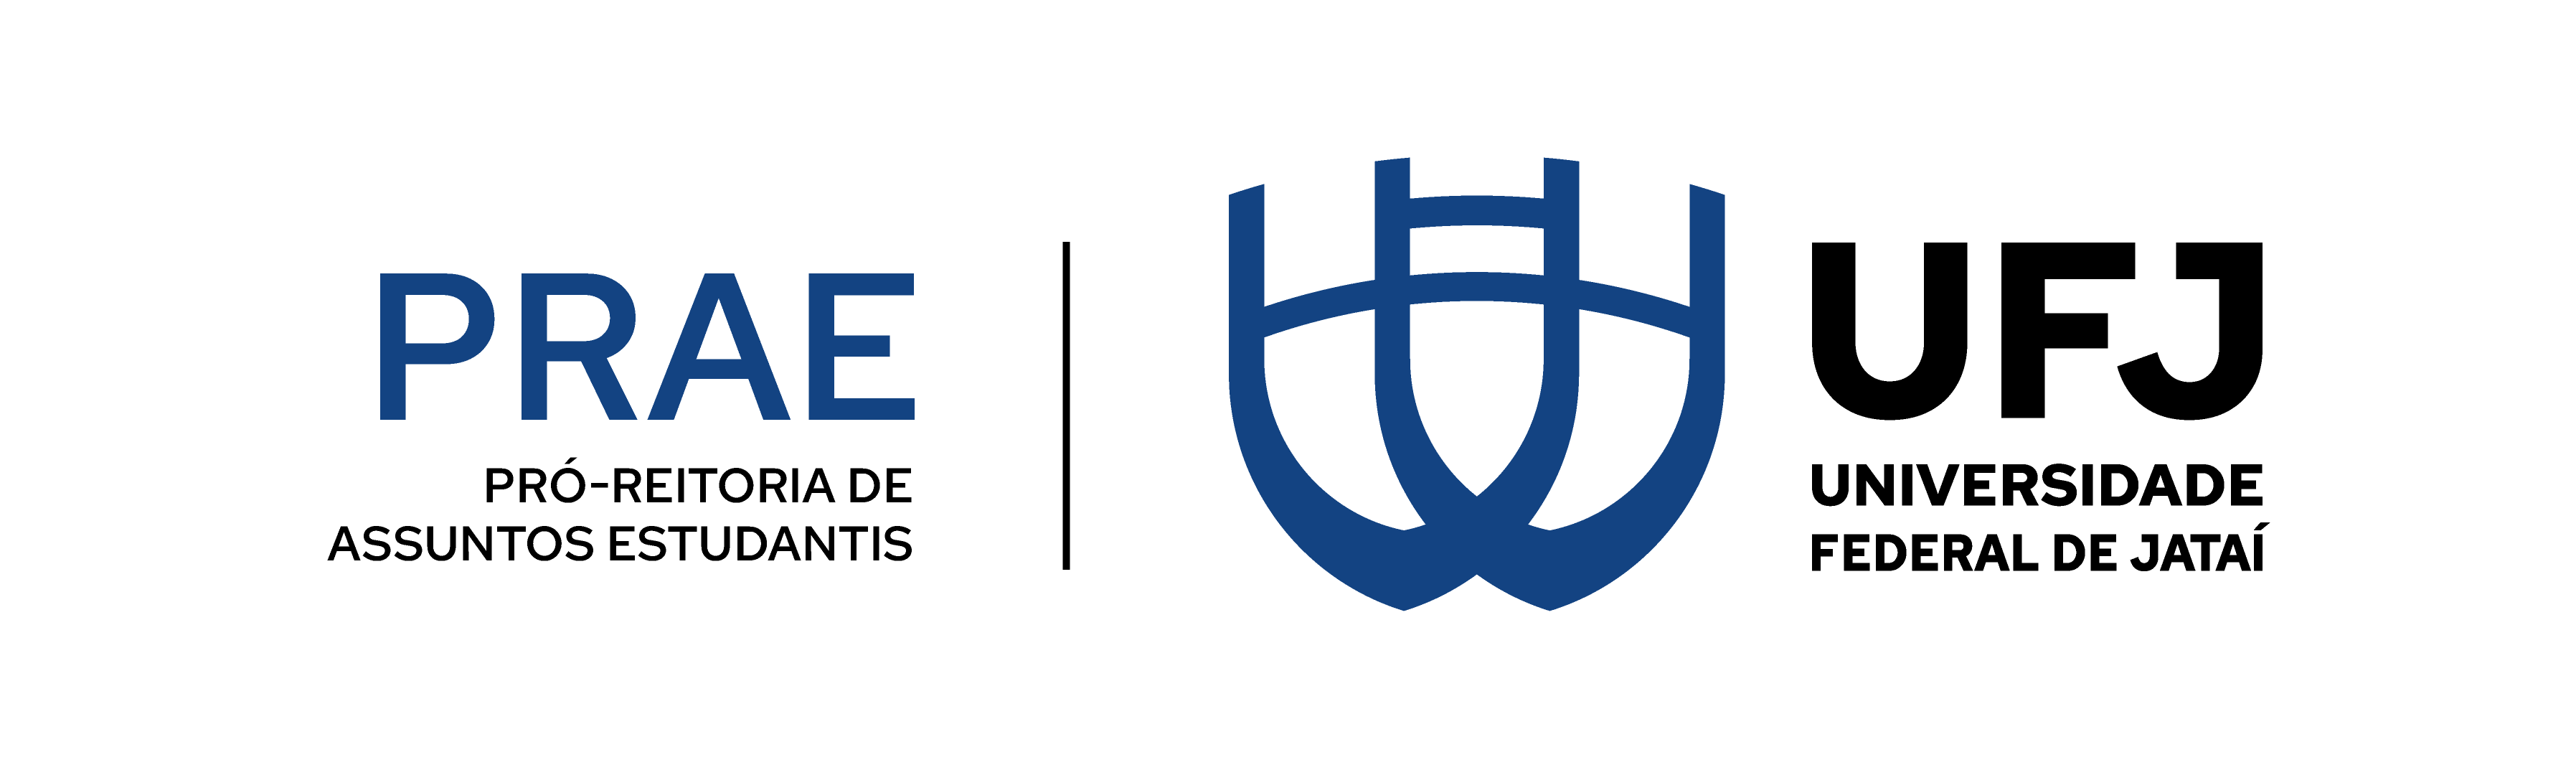 PRAE
PRÓ-REITORIA DE
ASSUNTOS ESTUDANTIS
UFJ
UNIVERSIDADE
FEDERAL DE JATAÍ